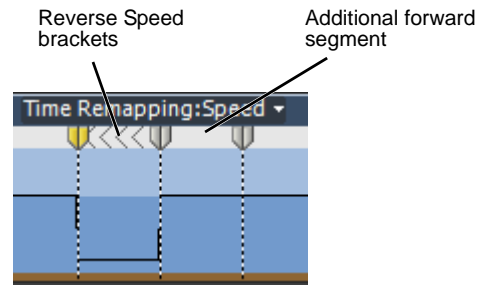 Reverse Speed
brackets
Additional forward
segment
Time Remapping:Speed